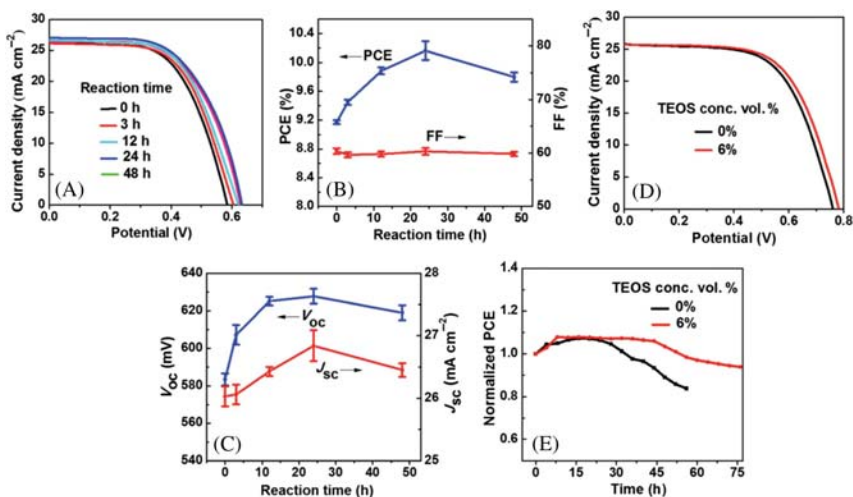 30
25
20
15
10
5
0
Current density (mA cm⁻²)
Reaction time
0 h
3 h
12 h
24 h
48 h
(A)
0.0 0.2 0.4 0.6
Potential (V)
10.8
10.4
10.0
9.6
9.2
8.8
8.4
8.0
PCE (%)
PCE
FF
(B)
80
70
60
50
FF (%)
0 10 20 30 40 50
Reaction time (h)
30
25
20
15
10
5
0
Current density (mA cm⁻²)
TEOS conc. vol. %
0%
6%
(D)
0.0 0.2 0.4 0.6 0.8
Potential (V)
640
620
600
580
560
540
V_oc (mV)
V_oc
J_sc
(C)
28
27
26
25
J_sc (mA cm⁻²)
0 10 20 30 40 50
Reaction time (h)
1.4
1.2
1.0
0.8
0.6
Normalized PCE
TEOS conc. vol. %
0%
6%
(E)
0 15 30 45 60 75
Time (h)